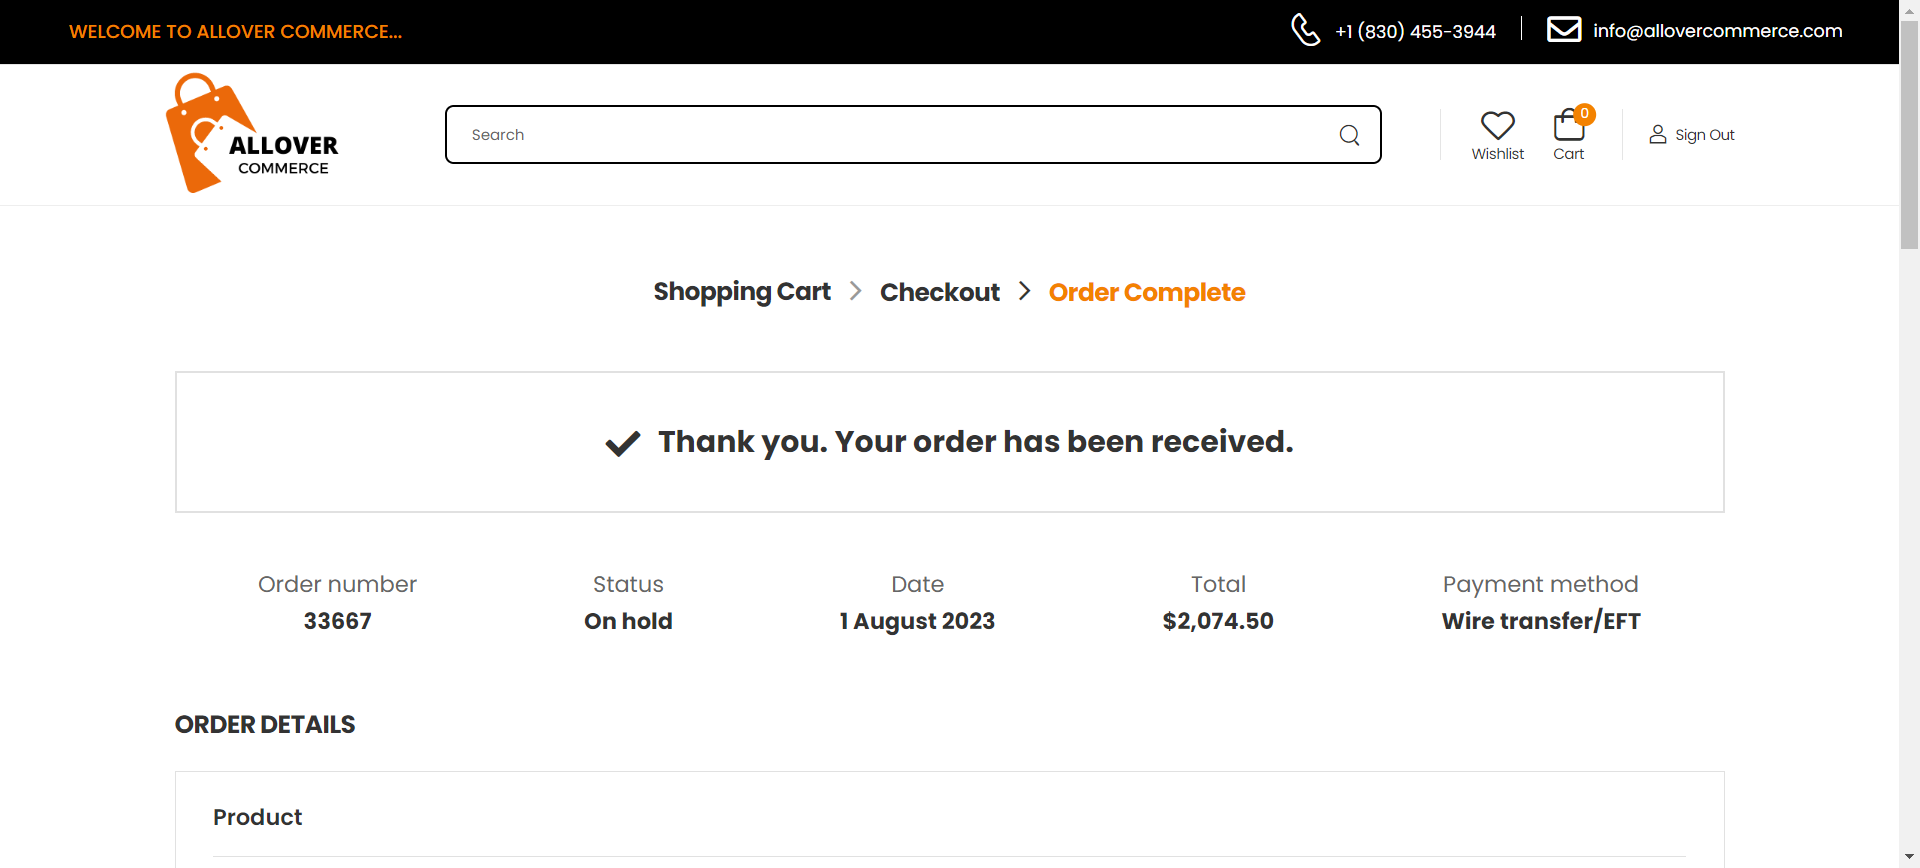 WELCOME TO ALLOVER COMMERCE...
+1 (830) 455-3944
info@allovercommerce.com
ALLOVER
COMMERCE
Search
Wishlist
0
Cart
Sign Out
Shopping Cart > Checkout > Order Complete
Thank you. Your order has been received.
Order number Status Date Total Payment method
33667 On hold 1 August 2023 $2,074.50 Wire transfer/EFT
ORDER DETAILS
Product